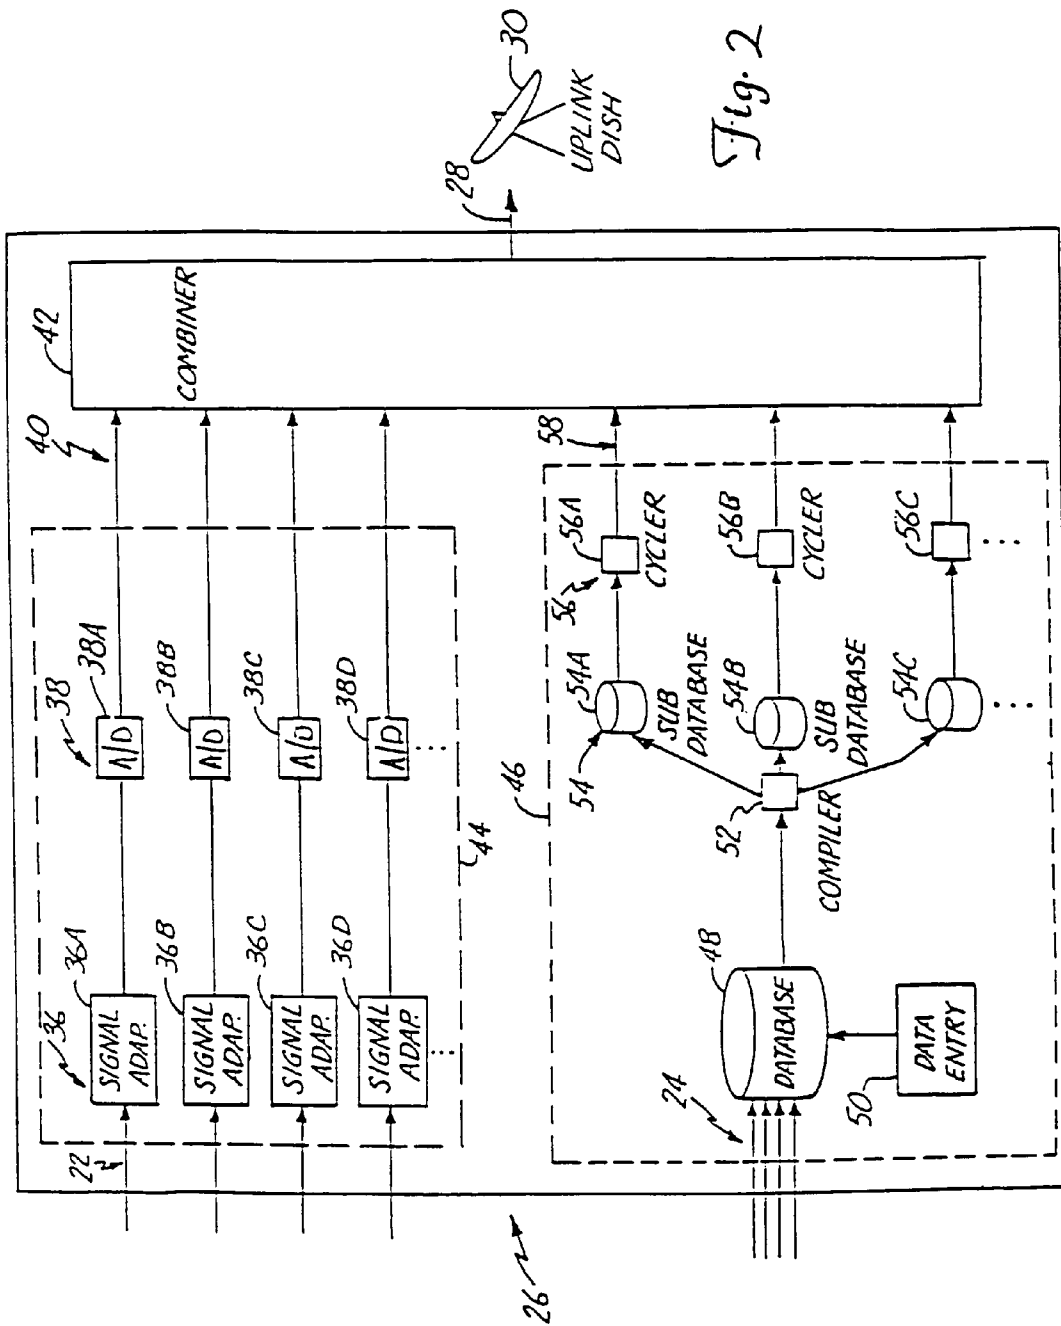 26
22
36
SIGNAL
ADAP.
36A
SIGNAL
ADAP.
36B
SIGNAL
ADAP.
36C
SIGNAL
ADAP.
36D
38
A/D
38A
A/D
38B
A/D
38C
A/D
38D
44
40
42
COMBINER
28
30
UPLINK
DISH
24
DATABASE
48
50
DATA
ENTRY
46
52
COMPILER
54
54A
SUB
DATABASE
54B
SUB
DATABASE
54C
56
56A
CYCLER
56B
CYCLER
56C
58
Fig. 2